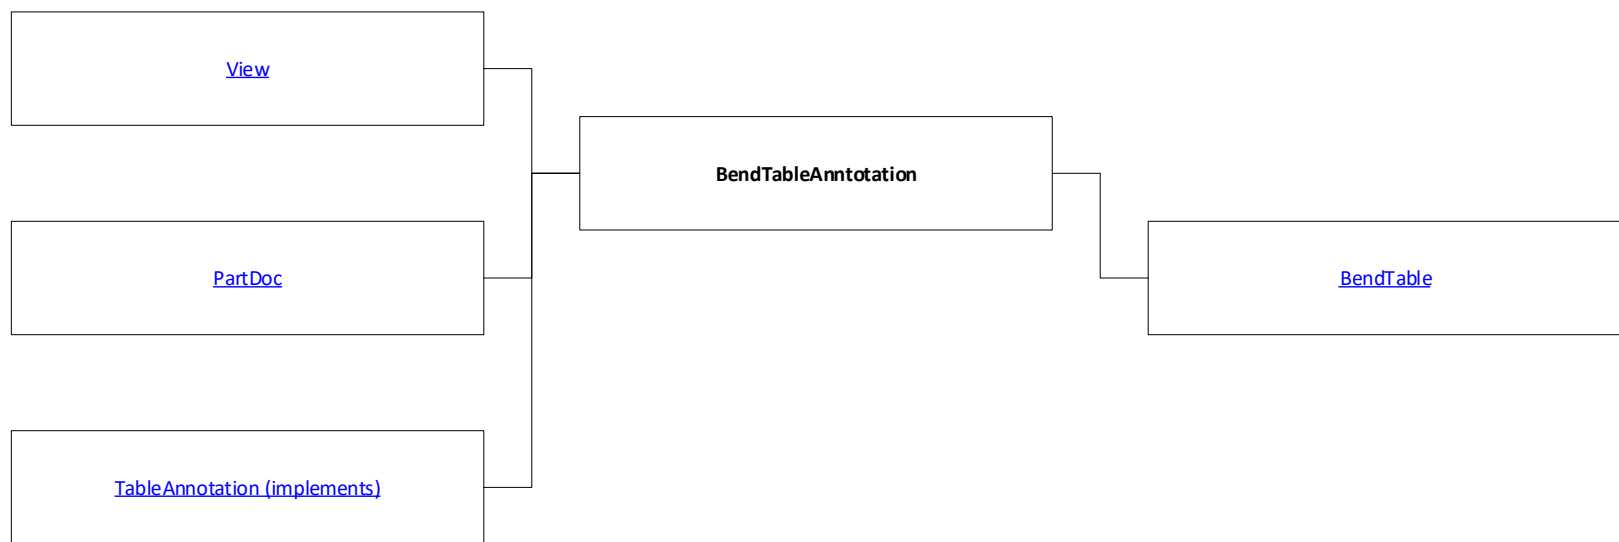 View
BendTableAnntotation
PartDoc
BendTable
TableAnnotation (implements)